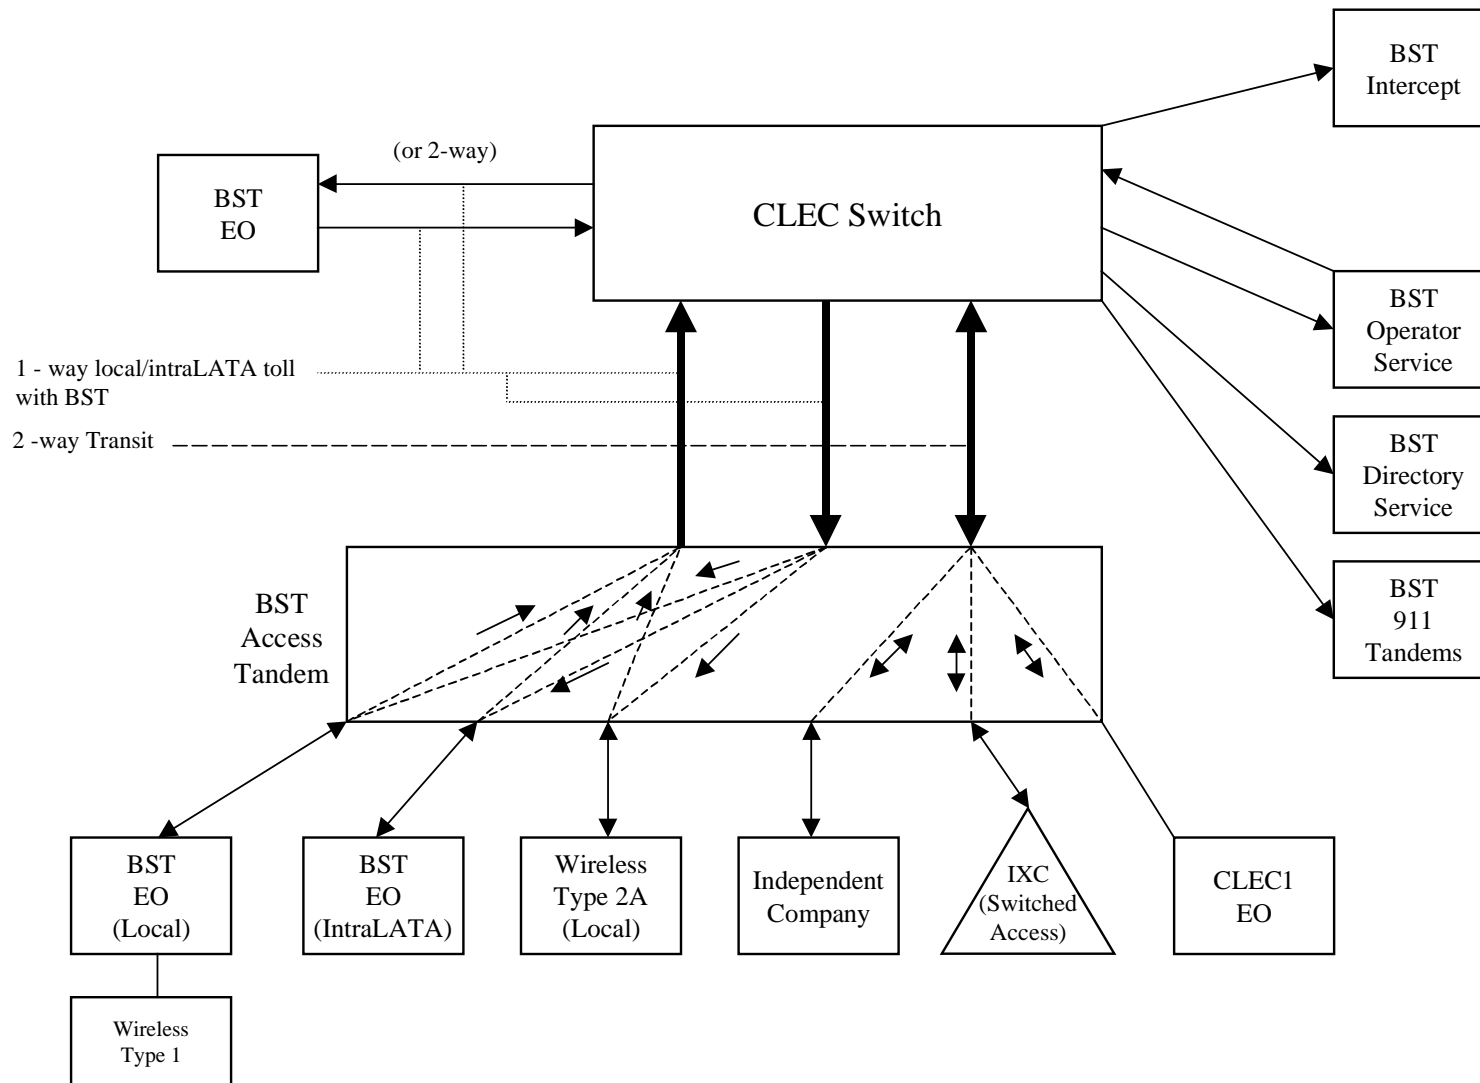 BST
Intercept
(or 2-way)
BST
EO
CLEC Switch
BST
Operator
Service
1 - way local/intraLATA toll
with BST
2 -way Transit
BST
Directory
Service
BST
911
Tandems
BST
Access
Tandem
BST
EO
(Local)
BST
EO
(IntraLATA)
Wireless
Type 2A
(Local)
Independent
Company
IXC
(Switched
Access)
CLEC1
EO
Wireless
Type 1